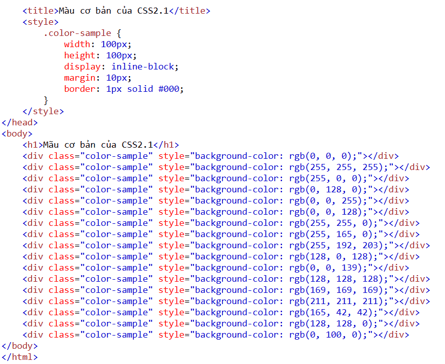 <title>Màu cơ bản của CSS2.1</title>
<style>
.color-sample {
width: 100px;
height: 100px;
display: inline-block;
margin: 10px;
border: 1px solid #000;
}
</style>
</head>
<body>
<h1>Màu cơ bản của CSS2.1</h1>
<div class="color-sample" style="background-color: rgb(0, 0, 0);"></div>
<div class="color-sample" style="background-color: rgb(255, 255, 255);"></div>
<div class="color-sample" style="background-color: rgb(255, 0, 0);"></div>
<div class="color-sample" style="background-color: rgb(0, 128, 0);"></div>
<div class="color-sample" style="background-color: rgb(0, 0, 255);"></div>
<div class="color-sample" style="background-color: rgb(0, 0, 128);"></div>
<div class="color-sample" style="background-color: rgb(255, 255, 0);"></div>
<div class="color-sample" style="background-color: rgb(255, 165, 0);"></div>
<div class="color-sample" style="background-color: rgb(255, 192, 203);"></div>
<div class="color-sample" style="background-color: rgb(128, 0, 128);"></div>
<div class="color-sample" style="background-color: rgb(0, 0, 139);"></div>
<div class="color-sample" style="background-color: rgb(128, 128, 128);"></div>
<div class="color-sample" style="background-color: rgb(169, 169, 169);"></div>
<div class="color-sample" style="background-color: rgb(211, 211, 211);"></div>
<div class="color-sample" style="background-color: rgb(165, 42, 42);"></div>
<div class="color-sample" style="background-color: rgb(128, 128, 0);"></div>
<div class="color-sample" style="background-color: rgb(0, 100, 0);"></div>
</body>
</html>